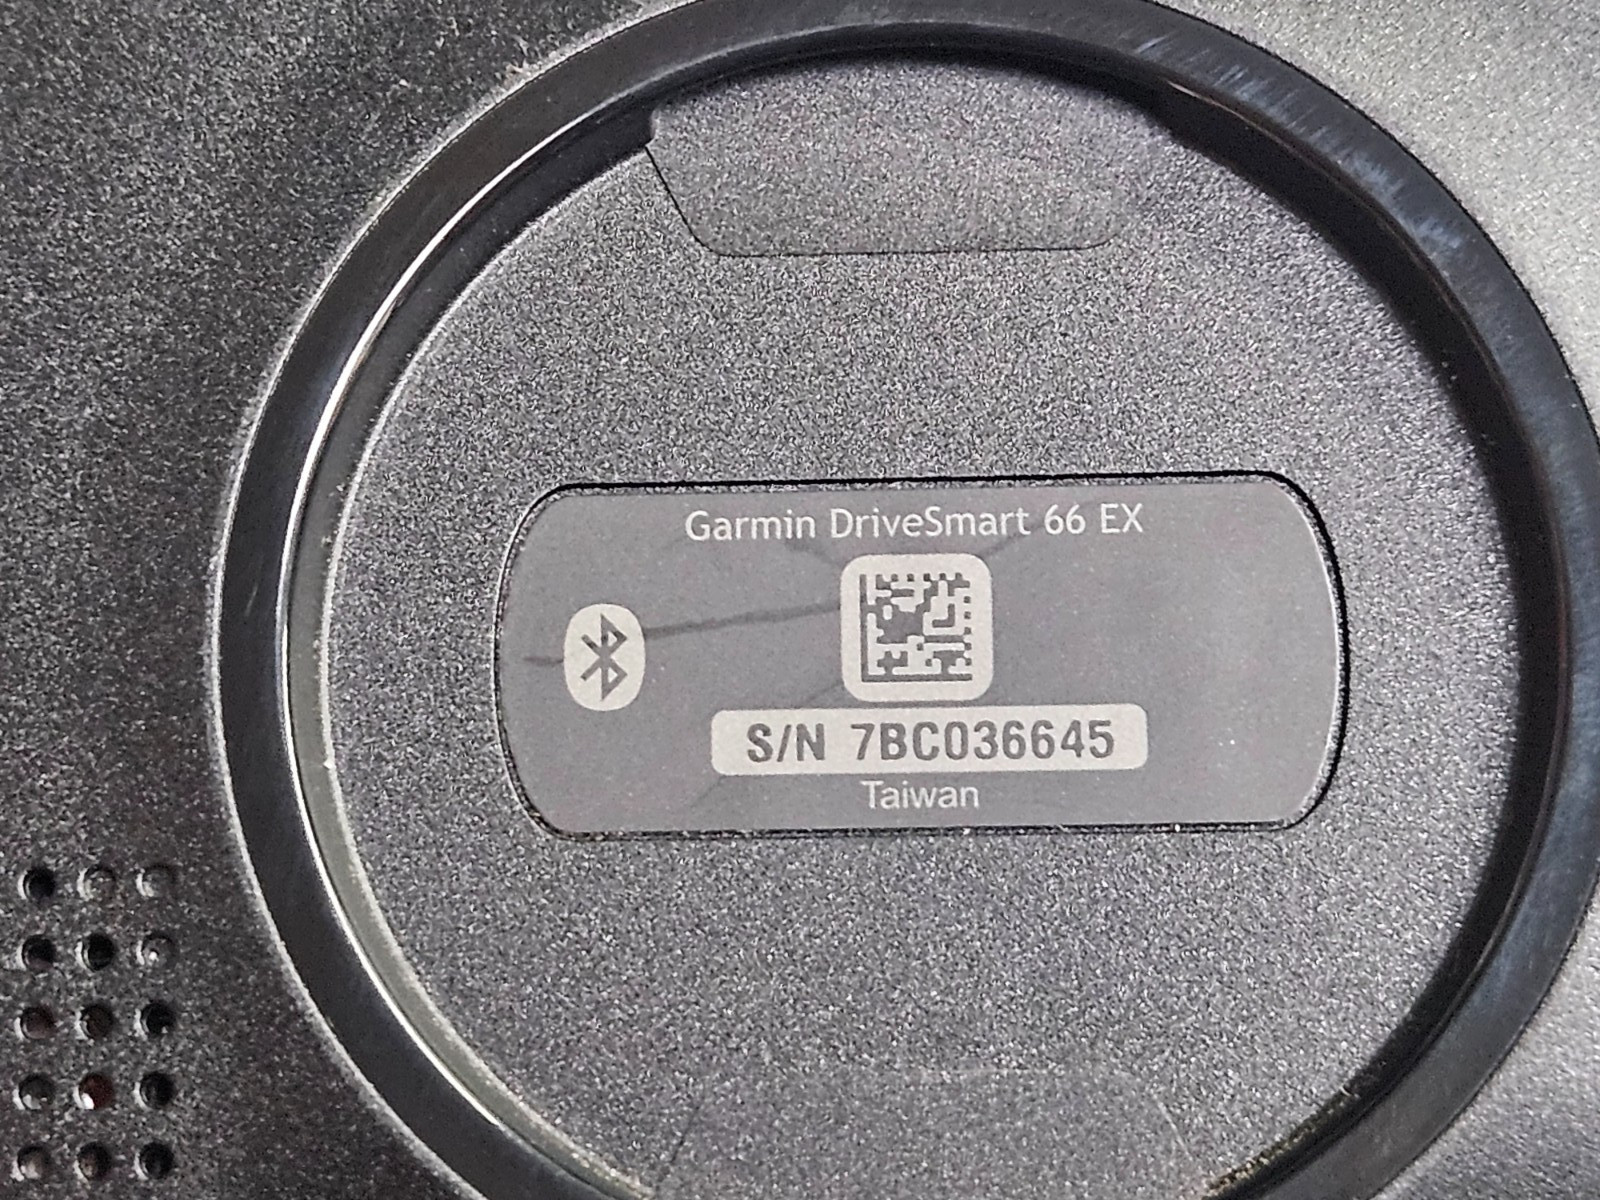 Garmin DriveSmart 66 EX
S/N 7BC036645
Taiwan